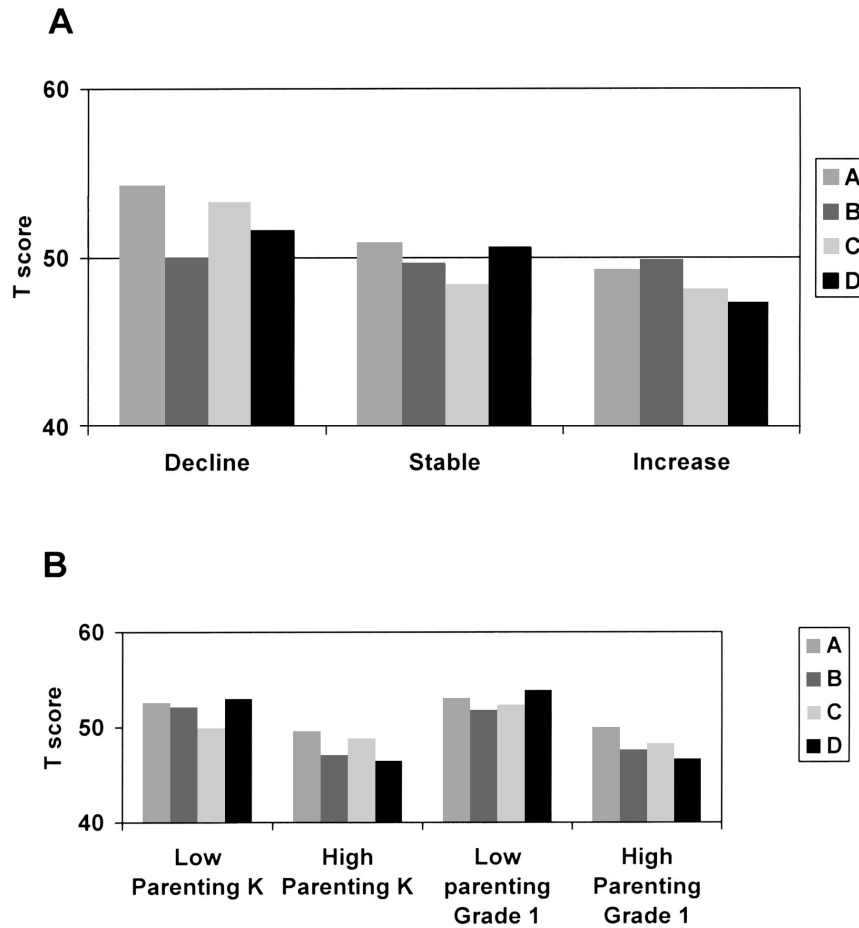 A
60
50
40
T score
Decline
Stable
Increase
A
B
C
D
B
60
50
40
T score
Low
Parenting K
High
Parenting K
Low
parenting
Grade 1
High
Parenting
Grade 1
A
B
C
D